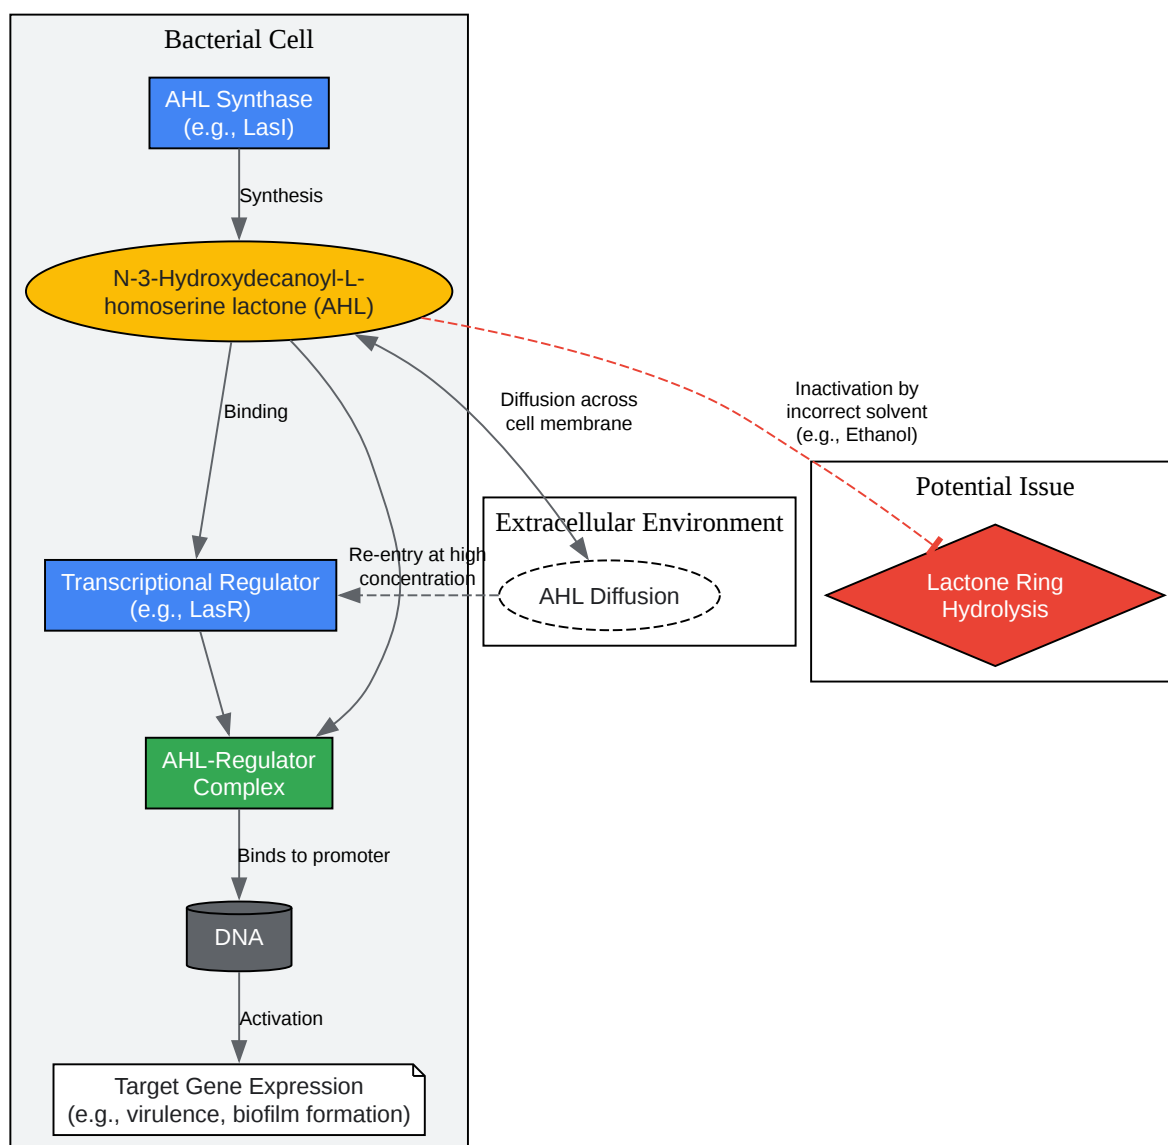 Bacterial Cell
AHL Synthase
(e.g., LasI)
Synthesis
N-3-Hydroxydecanoyl-L-
homoserine lactone (AHL)
Binding
Diffusion across
cell membrane
Inactivation by
incorrect solvent
(e.g., Ethanol)
Potential Issue
Lactone Ring
Hydrolysis
Extracellular Environment
AHL Diffusion
Re-entry at high
concentration
Transcriptional Regulator
(e.g., LasR)
AHL-Regulator
Complex
Binds to promoter
DNA
Activation
Target Gene Expression
(e.g., virulence, biofilm formation)